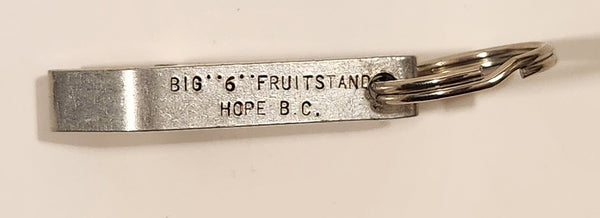 BIG "6" FRUITSTAND
HOPE B.C.